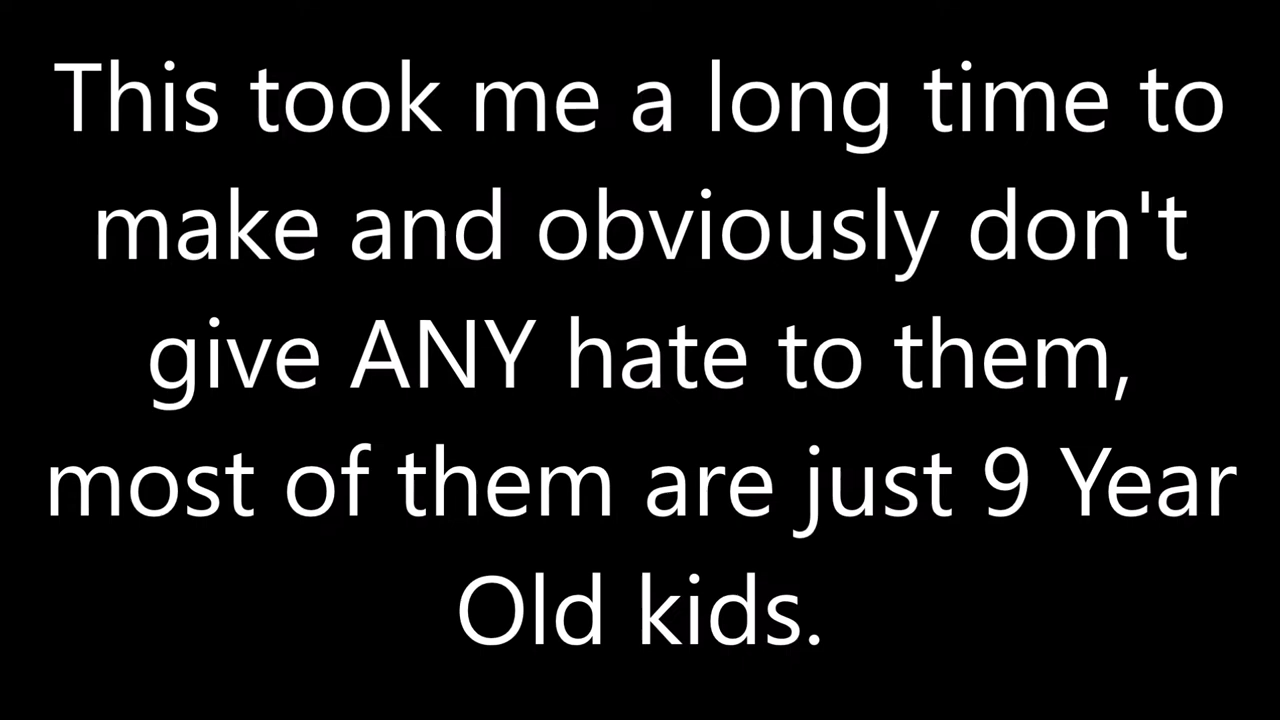 This took me a long time to
make and obviously don't
give ANY hate to them,
most of them are just 9 Year
Old kids.